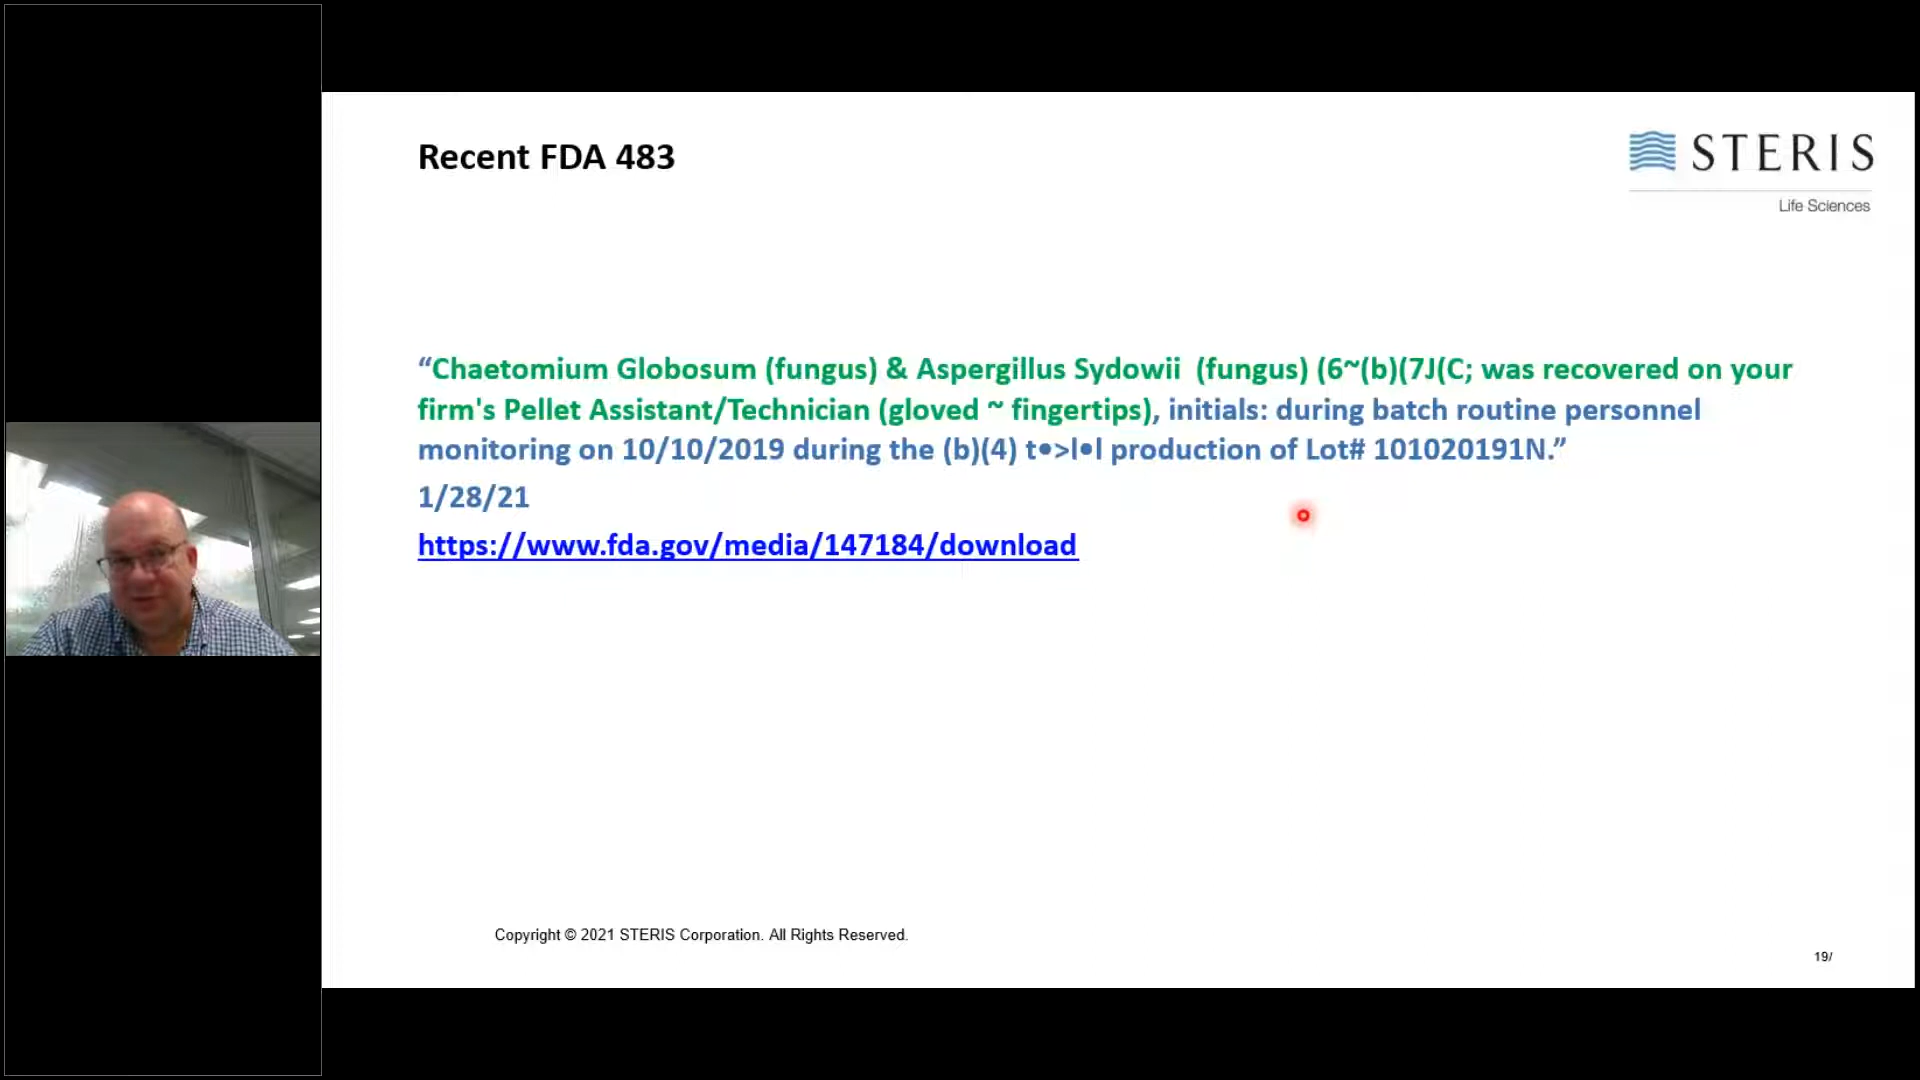 Recent FDA 483
STERIS
Life Sciences
“Chaetomium Globosum (fungus) & Aspergillus Sydowii (fungus) (6~(b)(7J(C; was recovered on your
firm's Pellet Assistant/Technician (gloved ~ fingertips), initials: during batch routine personnel
monitoring on 10/10/2019 during the (b)(4) t•>l•l production of Lot# 101020191N.”
1/28/21
https://www.fda.gov/media/147184/download
Copyright © 2021 STERIS Corporation. All Rights Reserved.
19/